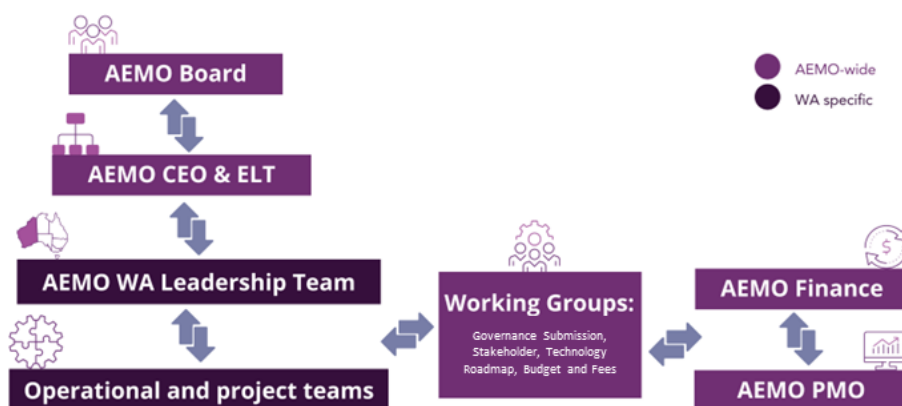 AEMO Board
AEMO-wide
WA specific
AEMO CEO & ELT
AEMO WA Leadership Team
Working Groups:
Governance Submission,
Stakeholder, Technology
Roadmap, Budget and Fees
AEMO Finance
$
Operational and project teams
AEMO PMO